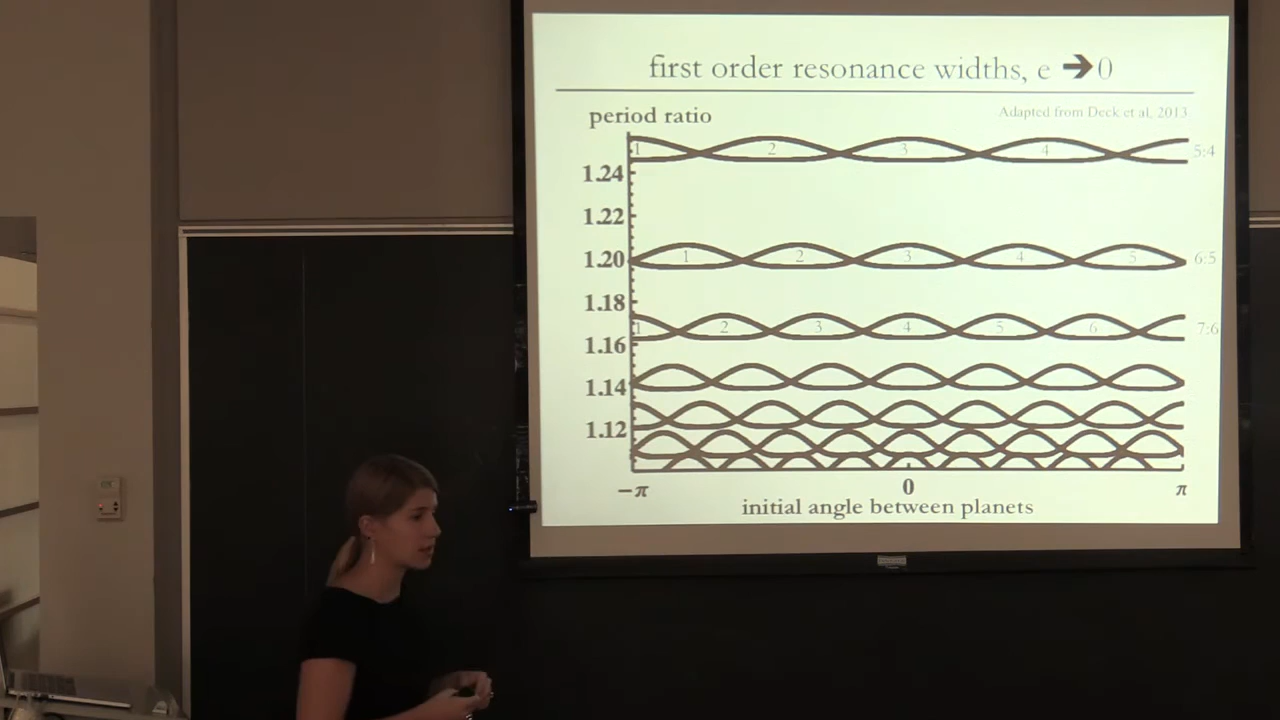 first order resonance widths, e → 0
period ratio
Adapted from Deck et al, 2013
1 2 3 4 5:4
1.24
1.22
1.20 1 2 3 4 5 6:5
1.18
1 2 3 4 5 6 7:6
1.16
1.14
1.12
−π 0 π
initial angle between planets